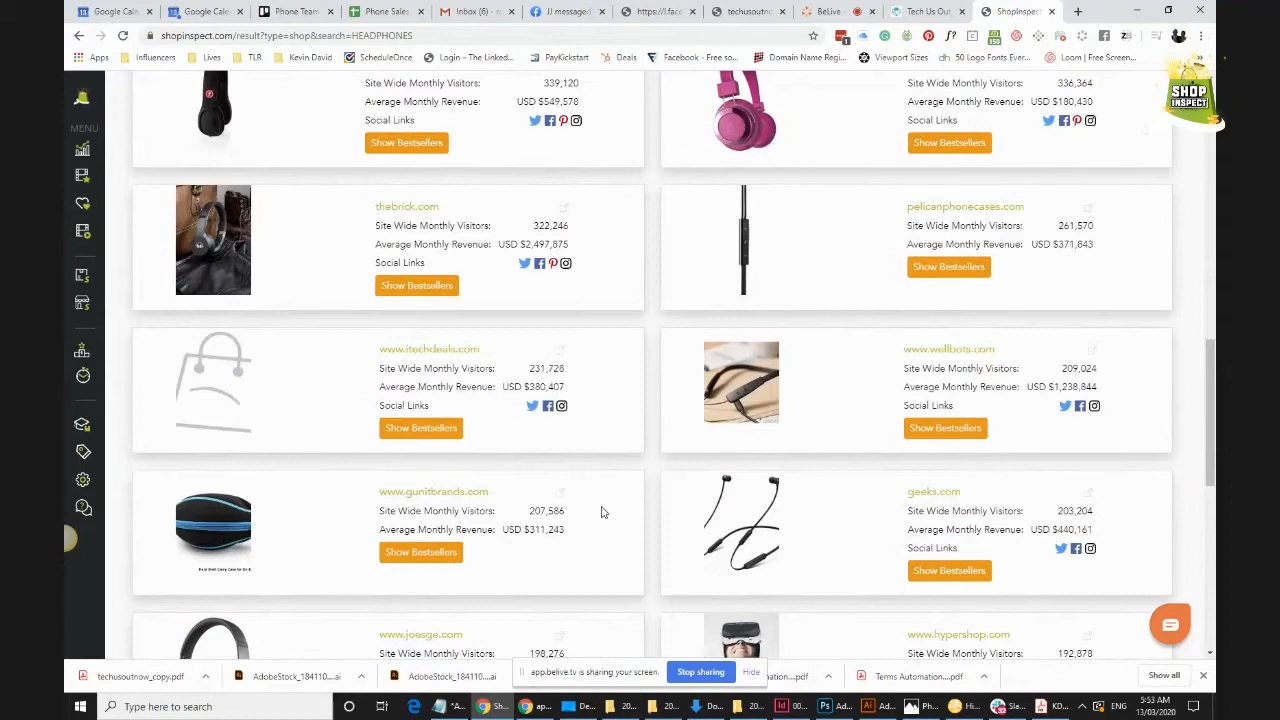 Google Cale
Google Cale
Phone Team
Phone Sales
Inbox (6) - r
JJ messaged
https://l.face
techusoutnow
BeLive -
Tech Us Out
ShopInspect
shopinspect.com/result?type=shop&search=HEADPHONES
Influencers
Lives
TLR
Kevin David
ScheduleOnce
Login – The Linked...
PayKickstart
Deals
Facebook - Free so...
Domain Name Regi...
Viewport Sizes
50 Logo Fonts Ever...
Loom | Free Screen...
SHOP
INSPECT
MENU
339,120
Site Wide Monthly Visitors:
Average Monthly Revenue: USD $549,578
Social Links
Show Bestsellers
Site Wide Monthly Visitors: 336,364
Average Monthly Revenue: USD $180,430
Social Links
Show Bestsellers
thebrick.com
Site Wide Monthly Visitors: 322,246
Average Monthly Revenue: USD $2,497,875
Social Links
Show Bestsellers
pelicanphonecases.com
Site Wide Monthly Visitors: 261,570
Average Monthly Revenue: USD $371,843
Show Bestsellers
www.itechdeals.com
Site Wide Monthly Visitors: 231,728
Average Monthly Revenue: USD $380,407
Social Links
Show Bestsellers
www.wellbots.com
Site Wide Monthly Visitors: 209,024
Average Monthly Revenue: USD $1,238,844
Social Links
Show Bestsellers
www.gunitbrands.com
Site Wide Monthly Visitors: 207,586
Average Monthly Revenue: USD $311,243
Show Bestsellers
geeks.com
Site Wide Monthly Visitors: 203,204
Average Monthly Revenue: USD $440,161
Social Links
Show Bestsellers
www.joesge.com
Site Wide Monthly Visitors: 198,276
www.hypershop.com
Site Wide Monthly Visitors: 192,878
techusoutnow_copy.pdf
AdobeStock_184110....ai
AdobeStock_18411...ai
app.belive.tv is sharing your screen.
Stop sharing
Hide
...pdf
Terms Automation....pdf
Show all
Type here to search
ENG
5:53 AM
13/03/2020